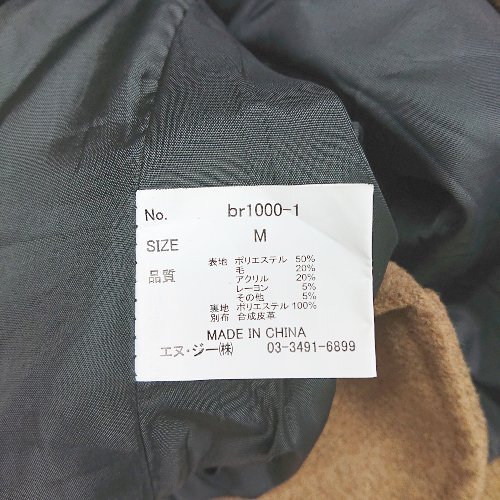 No. br1000-1
SIZE M
品質 表地 ポリエステル 50%
毛 20%
アクリル 20%
レーヨン 5%
その他 5%
裏地 ポリエステル 100%
別布 合成皮革
MADE IN CHINA
エヌ・ジー㈱ 03-3491-6899